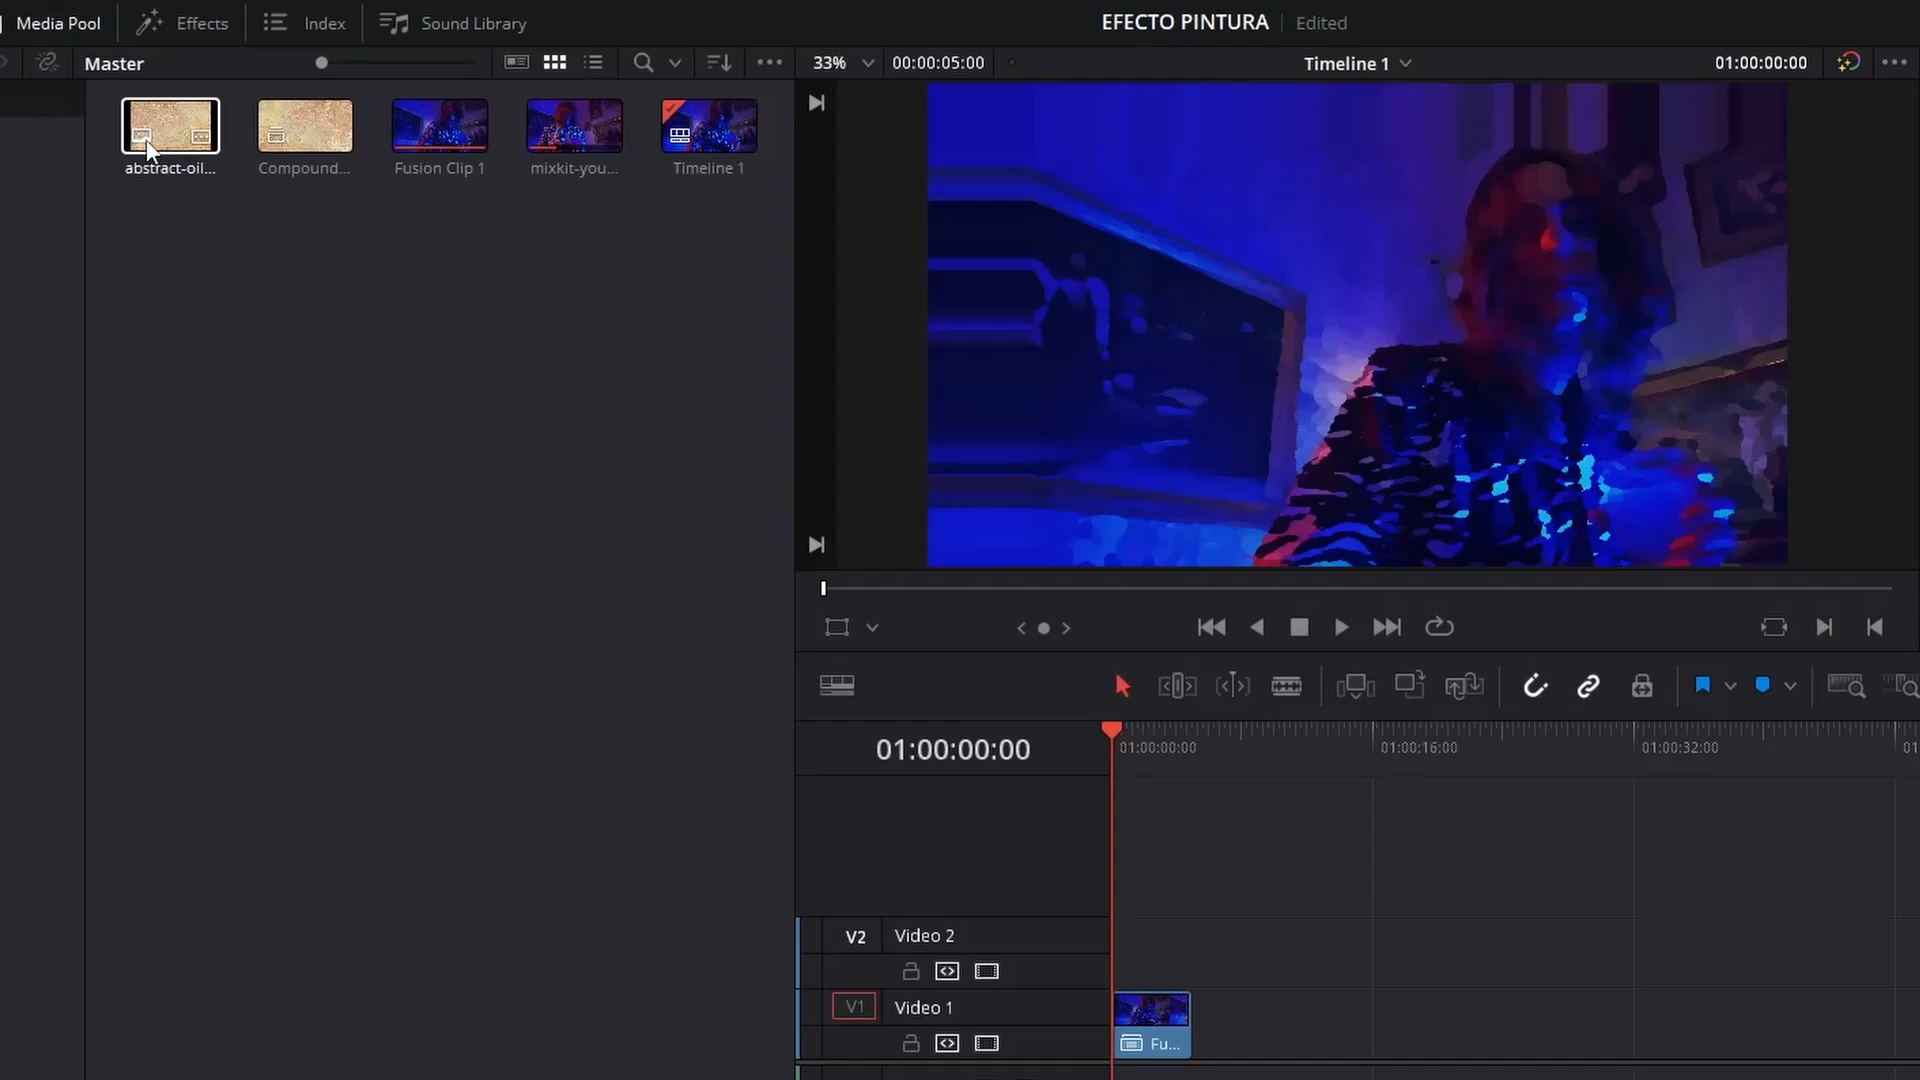 Media Pool
Effects
Index
Sound Library
EFECTO PINTURA
Edited
Master
33%
00:00:05:00
Timeline 1
01:00:00:00
abstract-oil...
Compound...
Fusion Clip 1
mixkit-you...
Timeline 1
01:00:00:00
01:00:00:00
01:00:16:00
01:00:32:00
01
V2
Video 2
V1
Video 1
Fu...